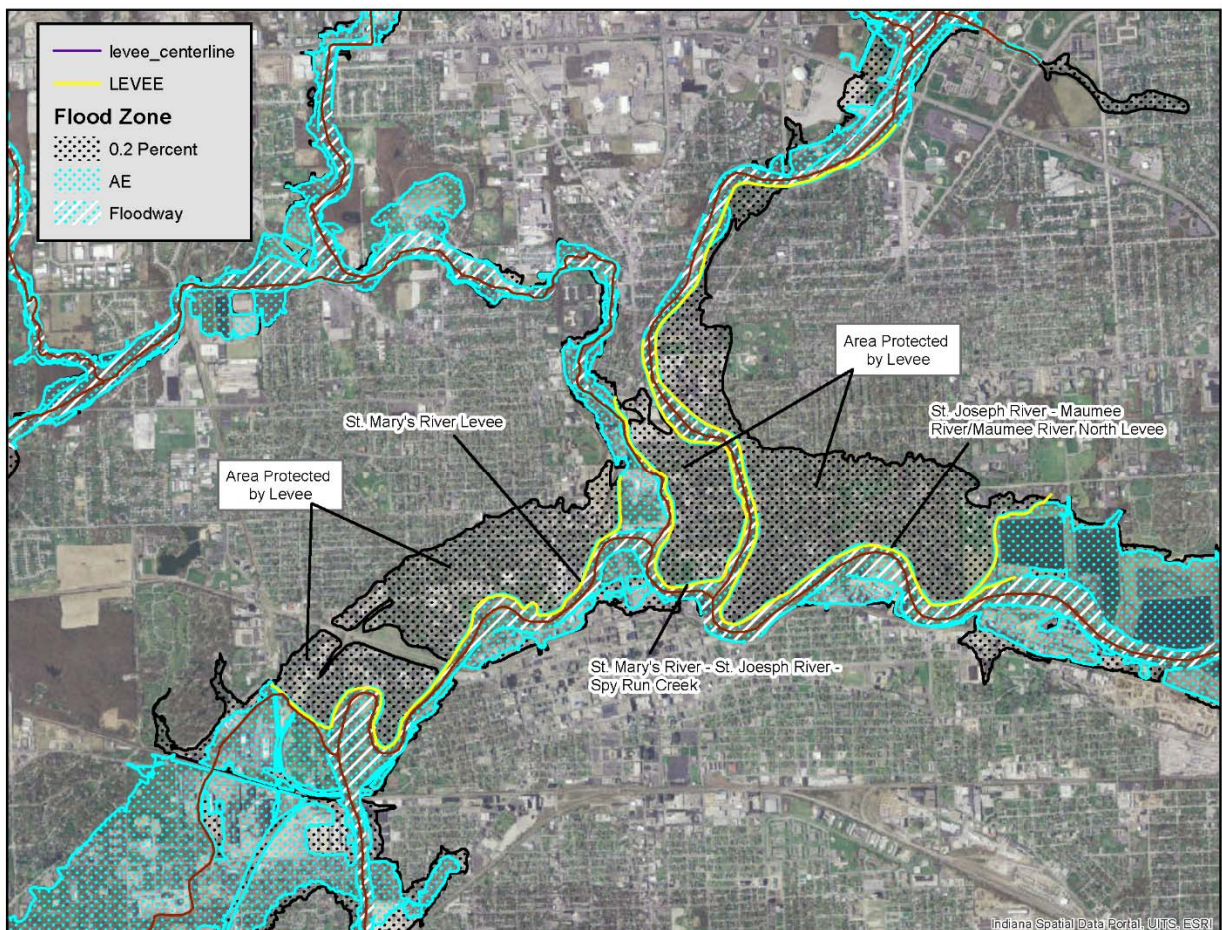 levee_centerline
LEVEE
Flood Zone
0.2 Percent
AE
Floodway
Area Protected
by Levee
St. Mary's River Levee
St. Joseph River - Maumee
River/Maumee River North Levee
Area Protected
by Levee
St. Mary's River - St. Joesph River -
Spy Run Creek
Indiana Spatial Data Portal, UITS, ESRI